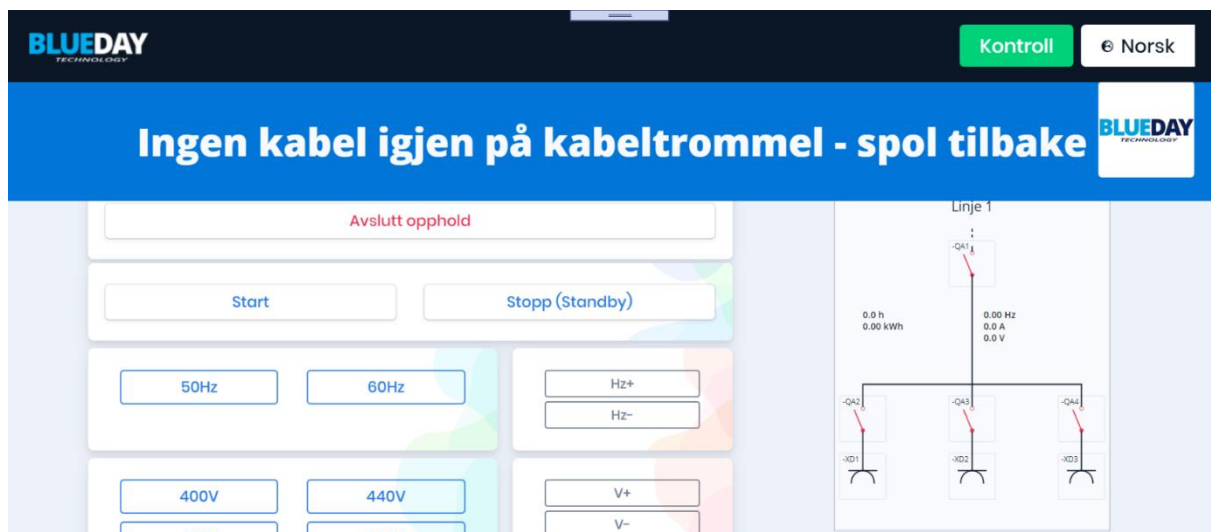 BLUEDAY
TECHNOLOGY
Kontroll
Norsk
Ingen kabel igjen på kabeltrommel - spol tilbake
BLUEDAY
TECHNOLOGY
Avslutt opphold
Start
Stopp (Standby)
50Hz
60Hz
Hz+
Hz-
400V
440V
V+
V-
Linje 1
-QA1
0.0 h
0.00 kWh
0.00 Hz
0.0 A
0.0 V
-QA2
-QA3
-QA4
-XD1
-XD2
-XD3